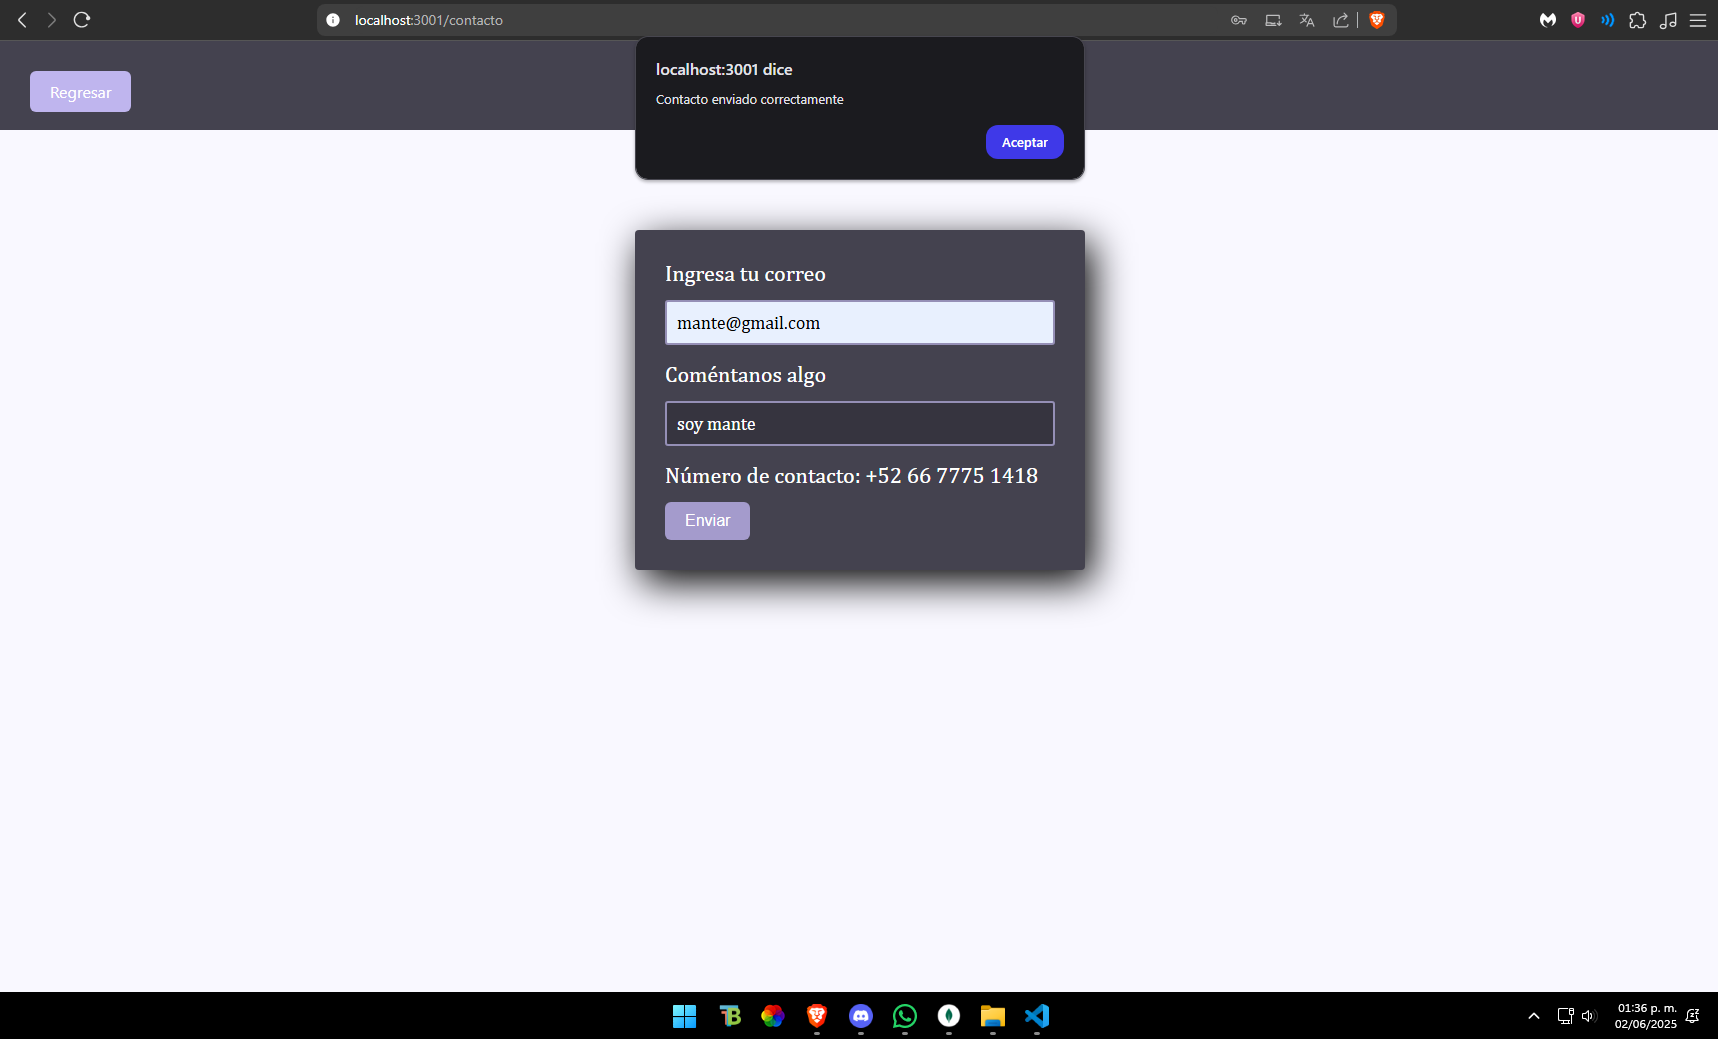 localhost:3001/contacto
Regresar
localhost:3001 dice
Contacto enviado correctamente
Aceptar
Ingresa tu correo
mante@gmail.com
Coméntanos algo
soy mante
Número de contacto: +52 66 7775 1418
Enviar
01:36 p. m.
02/06/2025